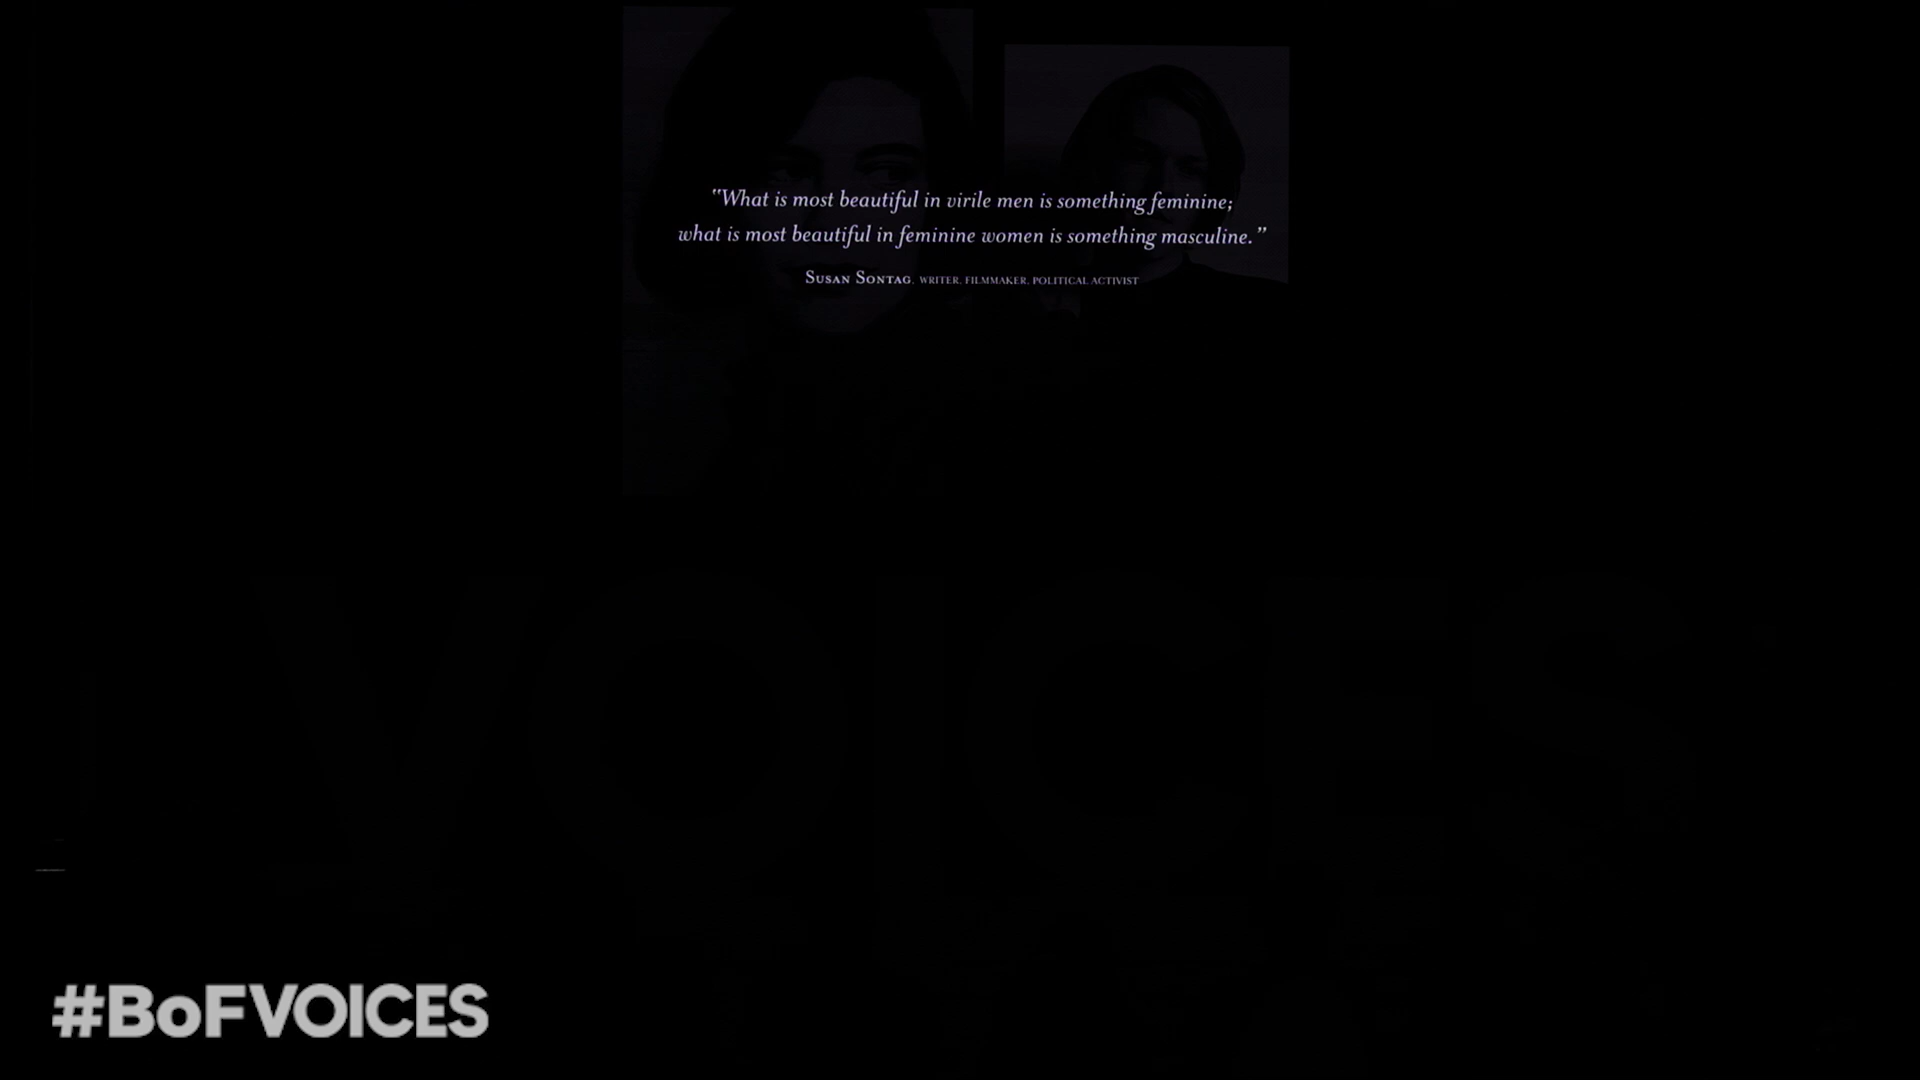 "What is most beautiful in virile men is something feminine;
what is most beautiful in feminine women is something masculine.”
SUSAN SONTAG, WRITER, FILMMAKER, POLITICAL ACTIVIST
VOICES
#BoFVOICES